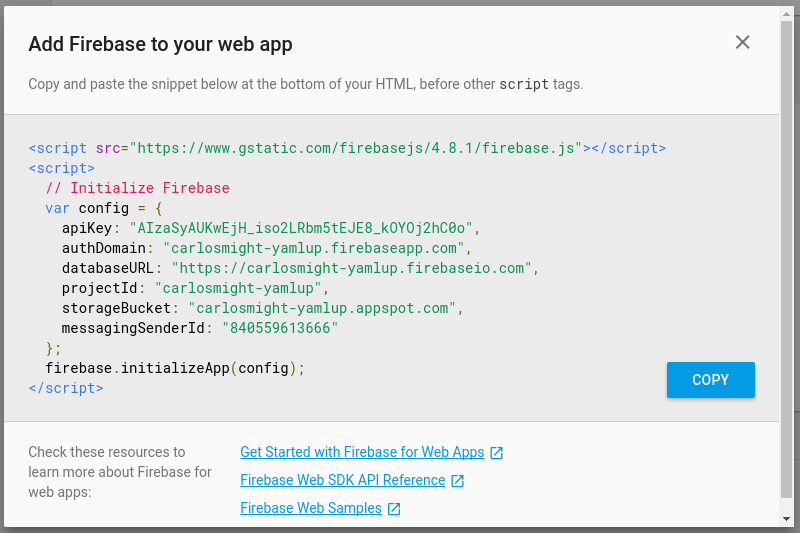 Add Firebase to your web app
Copy and paste the snippet below at the bottom of your HTML, before other script tags.
<script src="https://www.gstatic.com/firebasejs/4.8.1/firebase.js"></script>
<script>
  // Initialize Firebase
  var config = {
    apiKey: "AIzaSyAUKwEjH_iso2LRbm5tEJE8_kOYOj2hC0o",
    authDomain: "carlosmight-yamlup.firebaseapp.com",
    databaseURL: "https://carlosmight-yamlup.firebaseio.com",
    projectId: "carlosmight-yamlup",
    storageBucket: "carlosmight-yamlup.appspot.com",
    messagingSenderId: "840559613666"
  };
  firebase.initializeApp(config);
</script>
COPY
Check these resources to
learn more about Firebase for
web apps:
Get Started with Firebase for Web Apps
Firebase Web SDK API Reference
Firebase Web Samples